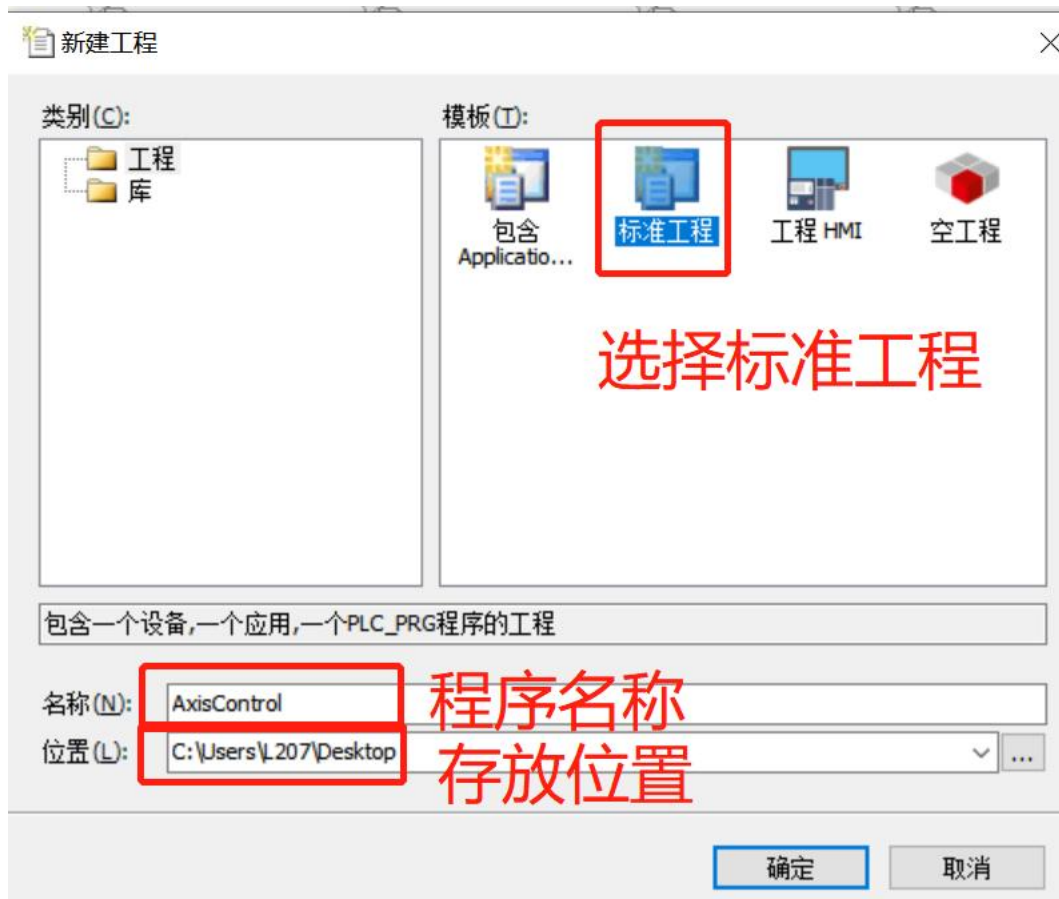 新建工程
类别(C):
模板(T):
工程
库
包含
Applicatio...
标准工程
工程 HMI
空工程
选择标准工程
包含一个设备,一个应用,一个PLC_PRG程序的工程
名称(N):
AxisControl
程序名称
位置(L):
C:\Users\L207\Desktop
...
存放位置
确定
取消